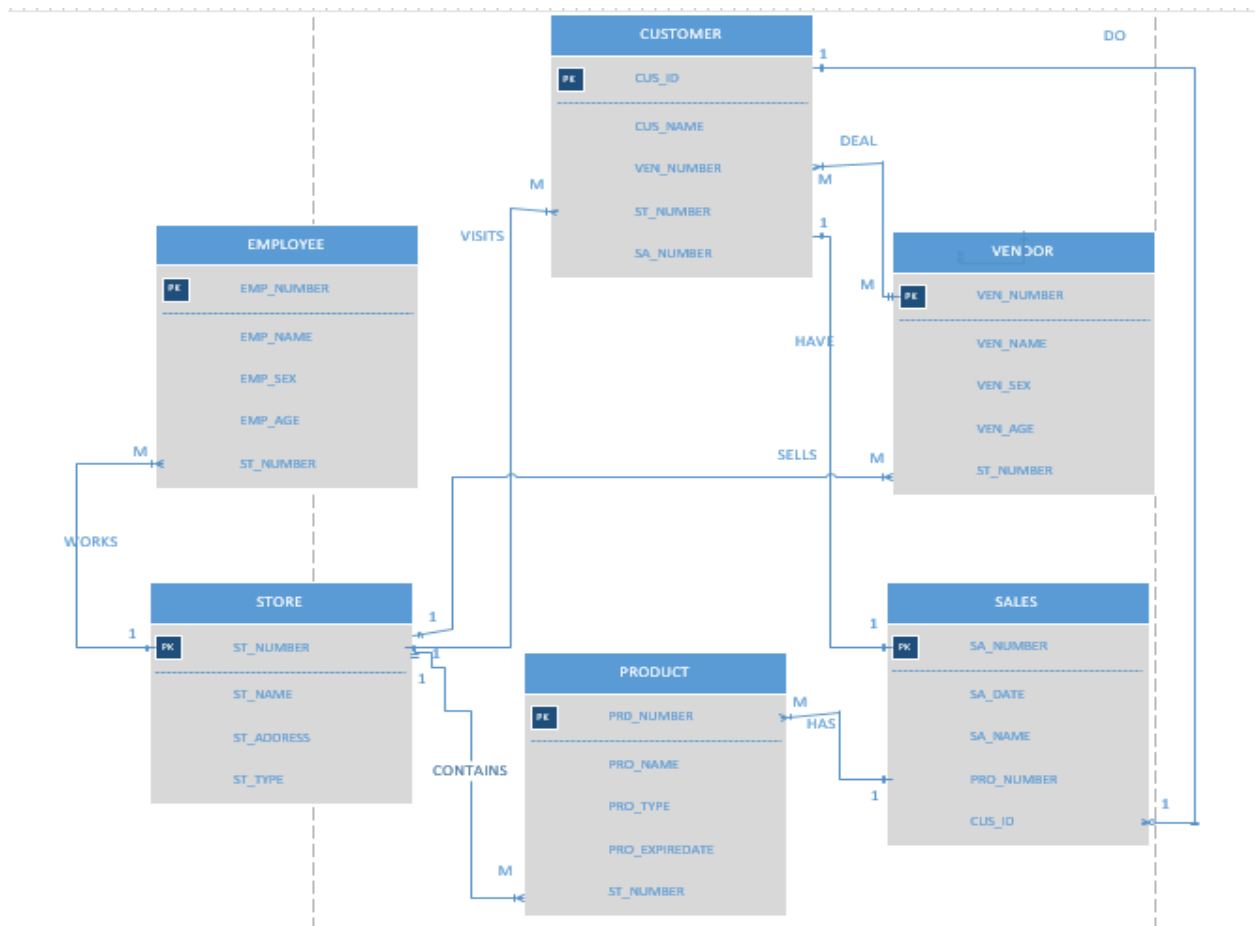 CUSTOMER
PK CUS_ID
CUS_NAME
VEN_NUMBER
ST_NUMBER
SA_NUMBER
1
DO
DEAL
M
M
1
M
VISITS
HAVE
EMPLOYEE
PK EMP_NUMBER
EMP_NAME
EMP_SEX
EMP_AGE
ST_NUMBER
M
WORKS
1
VENDOR
PK VEN_NUMBER
VEN_NAME
VEN_SEX
VEN_AGE
ST_NUMBER
SELLS
M
1
1
1
STORE
PK ST_NUMBER
ST_NAME
ST_ADDRESS
ST_TYPE
CONTAINS
M
PRODUCT
PK PRO_NUMBER
PRO_NAME
PRO_TYPE
PRO_EXPIREDATE
ST_NUMBER
M
HAS
1
1
SALES
PK SA_NUMBER
SA_DATE
SA_NAME
PRO_NUMBER
CUS_ID
1